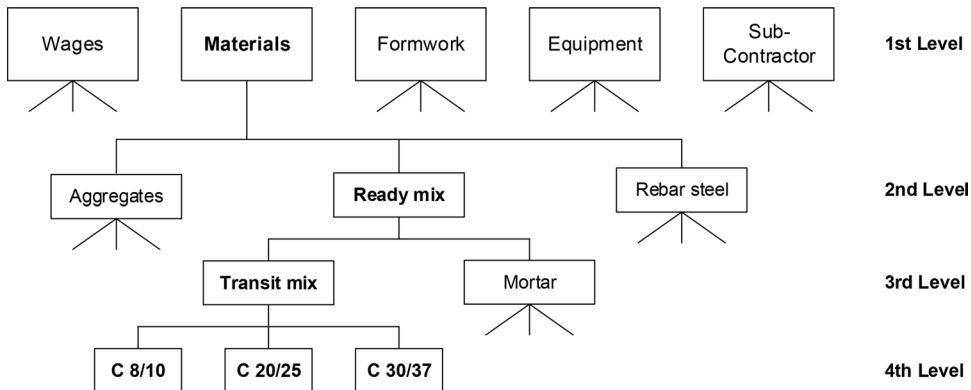 Wages
Materials
Formwork
Equipment
Sub-
Contractor
1st Level
Aggregates
Ready mix
Rebar steel
2nd Level
Transit mix
Mortar
3rd Level
C 8/10
C 20/25
C 30/37
4th Level